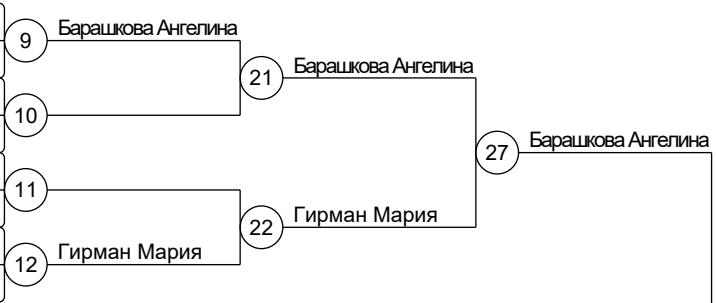 9 Барашкова Ангелина
21 Барашкова Ангелина
10
27 Барашкова Ангелина
11
22 Гирман Мария
12 Гирман Мария